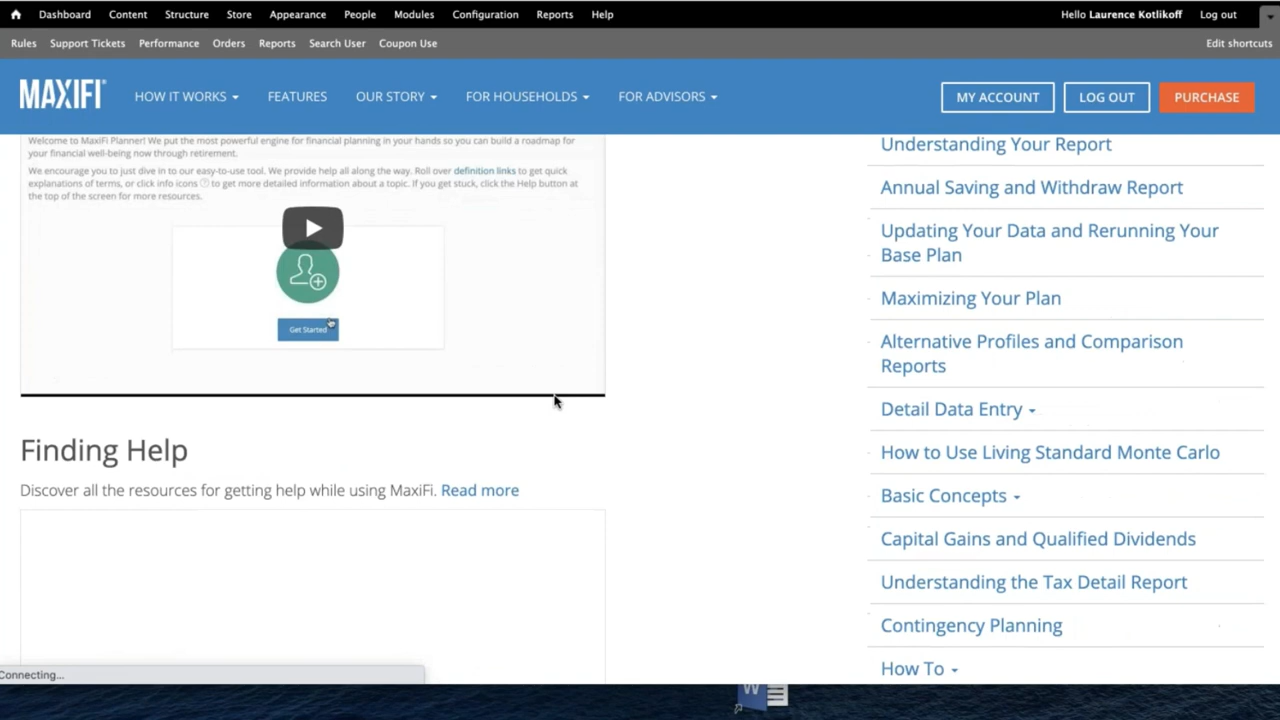 Dashboard Content Structure Store Appearance People Modules Configuration Reports Help Hello Laurence Kotlikoff Log out
Rules Support Tickets Performance Orders Reports Search User Coupon Use Edit shortcuts
MAXIFI® HOW IT WORKS FEATURES OUR STORY FOR HOUSEHOLDS FOR ADVISORS MY ACCOUNT LOG OUT PURCHASE
Welcome to MaxiFi Planner! We put the most powerful engine for financial planning in your hands so you can build a roadmap for
your financial well-being now through retirement.
We encourage you to just dive in to our easy-to-use tool. We provide help all along the way. Roll over definition links to get quick
explanations of terms, or click info icons ? to get more detailed information about a topic. If you get stuck, click the Help button at
the top of the screen for more resources.
Get Started
Finding Help
Discover all the resources for getting help while using MaxiFi. Read more
Understanding Your Report
Annual Saving and Withdraw Report
Updating Your Data and Rerunning Your
Base Plan
Maximizing Your Plan
Alternative Profiles and Comparison
Reports
Detail Data Entry
How to Use Living Standard Monte Carlo
Basic Concepts
Capital Gains and Qualified Dividends
Understanding the Tax Detail Report
Contingency Planning
How To
Connecting...
W